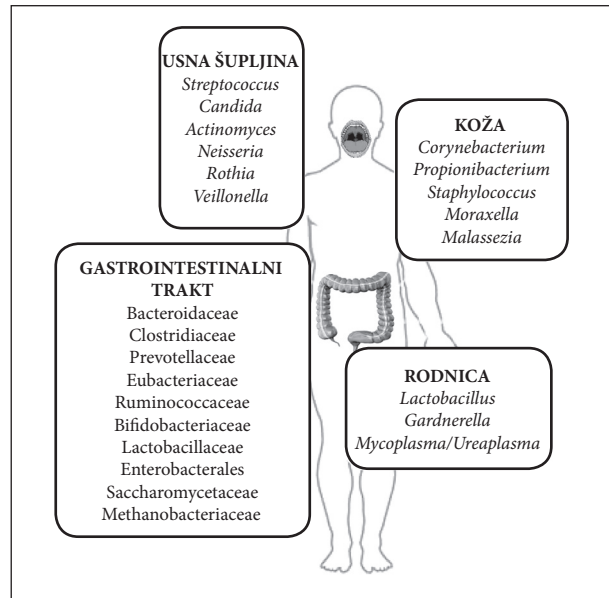 USNA ŠUPLJINA
Streptococcus
Candida
Actinomyces
Neisseria
Rothia
Veillonella
KOŽA
Corynebacterium
Propionibacterium
Staphylococcus
Moraxella
Malassezia
GASTROINTESTINALNI
TRAKT
Bacteroidaceae
Clostridiaceae
Prevotellaceae
Eubacteriaceae
Ruminococcaceae
Bifidobacteriaceae
Lactobacillaceae
Enterobacterales
Saccharomycetaceae
Methanobacteriaceae
RODNICA
Lactobacillus
Gardnerella
Mycoplasma/Ureaplasma